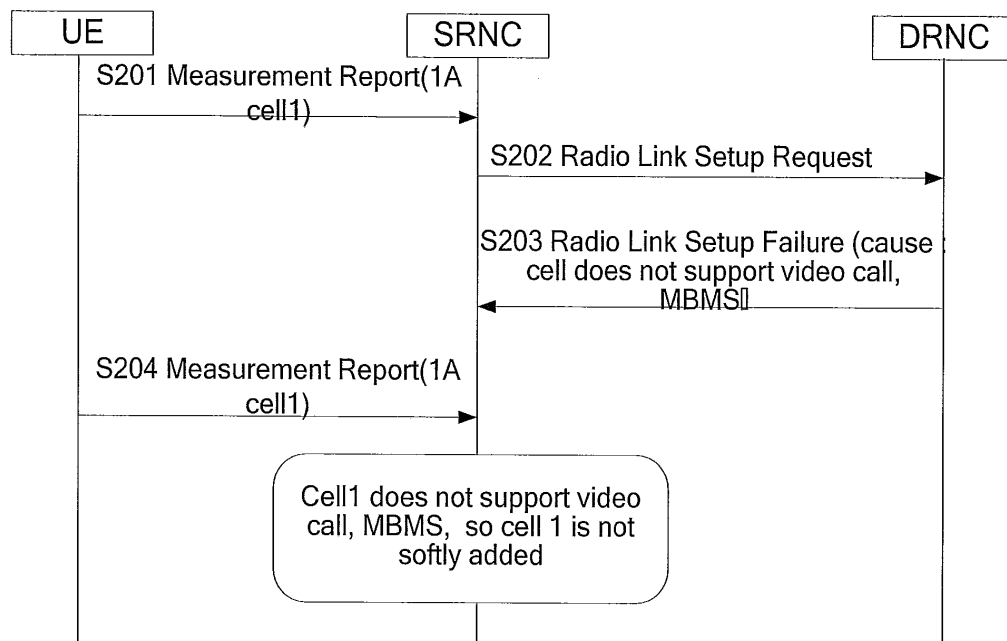 UE
SRNC
DRNC
S201 Measurement Report(1A
cell1)
S202 Radio Link Setup Request
S203 Radio Link Setup Failure (cause :
cell does not support video call,
MBMS▯
S204 Measurement Report(1A
cell1)
Cell1 does not support video
call, MBMS, so cell 1 is not
softly added